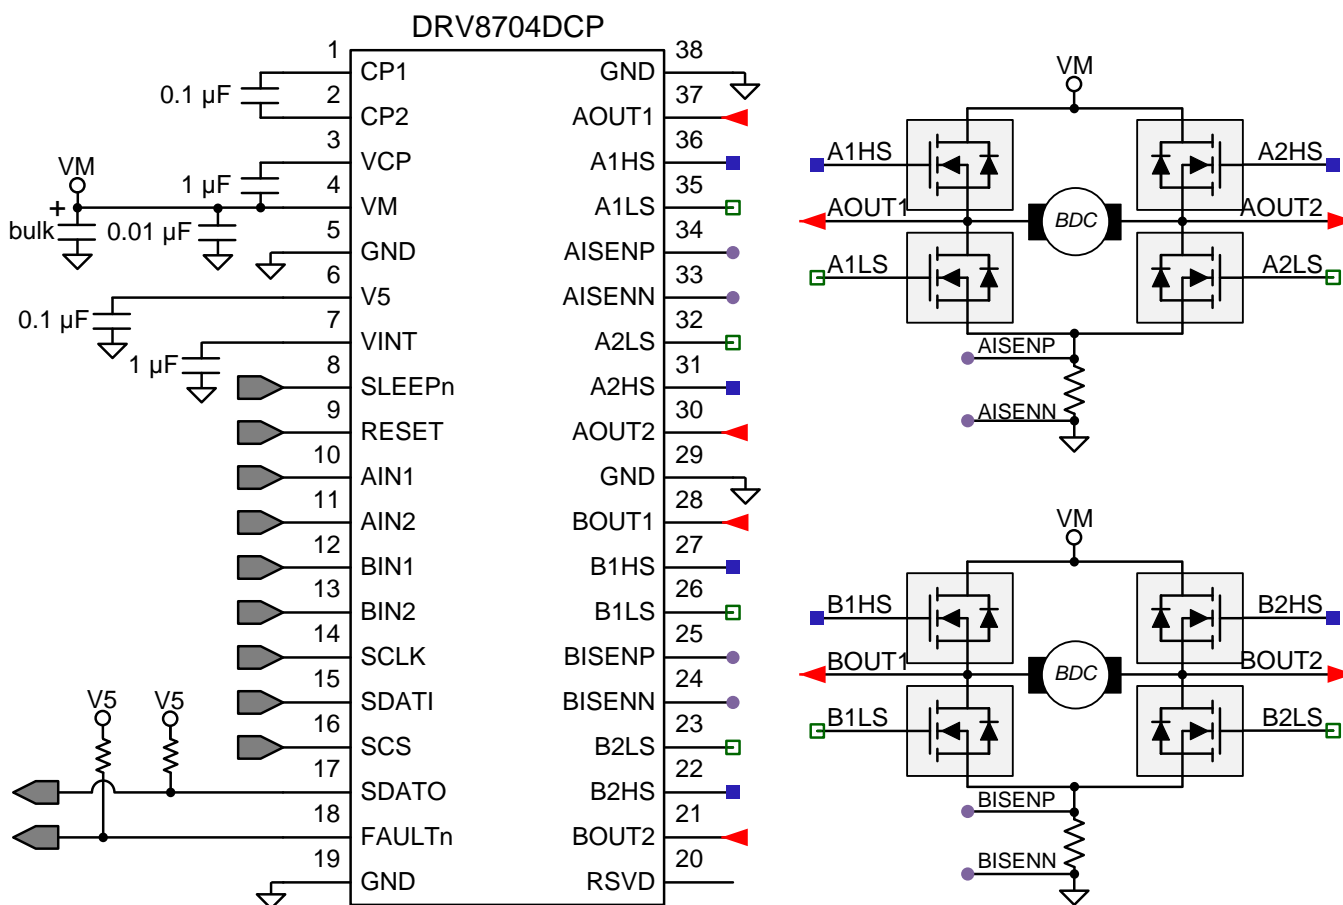 DRV8704DCP
1 CP1 GND 38
0.1 µF
2 CP2 AOUT1 37
3 VCP A1HS 36
VM
1 µF
4 VM A1LS 35
+
bulk 0.01 µF
5 GND AISENP 34
6 V5 AISENN 33
0.1 µF
7 VINT A2LS 32
1 µF
8 SLEEPn A2HS 31
9 RESET AOUT2 30
10 AIN1 GND 29
11 AIN2 BOUT1 28
12 BIN1 B1HS 27
13 BIN2 B1LS 26
14 SCLK BISENP 25
15 SDATI BISENN 24
V5 V5
16 SCS B2LS 23
17 SDATO B2HS 22
18 FAULTn BOUT2 21
19 GND RSVD 20
VM
A1HS A2HS
AOUT1 BDC AOUT2
A1LS A2LS
AISENP
AISENN
VM
B1HS B2HS
BOUT1 BDC BOUT2
B1LS B2LS
BISENP
BISENN